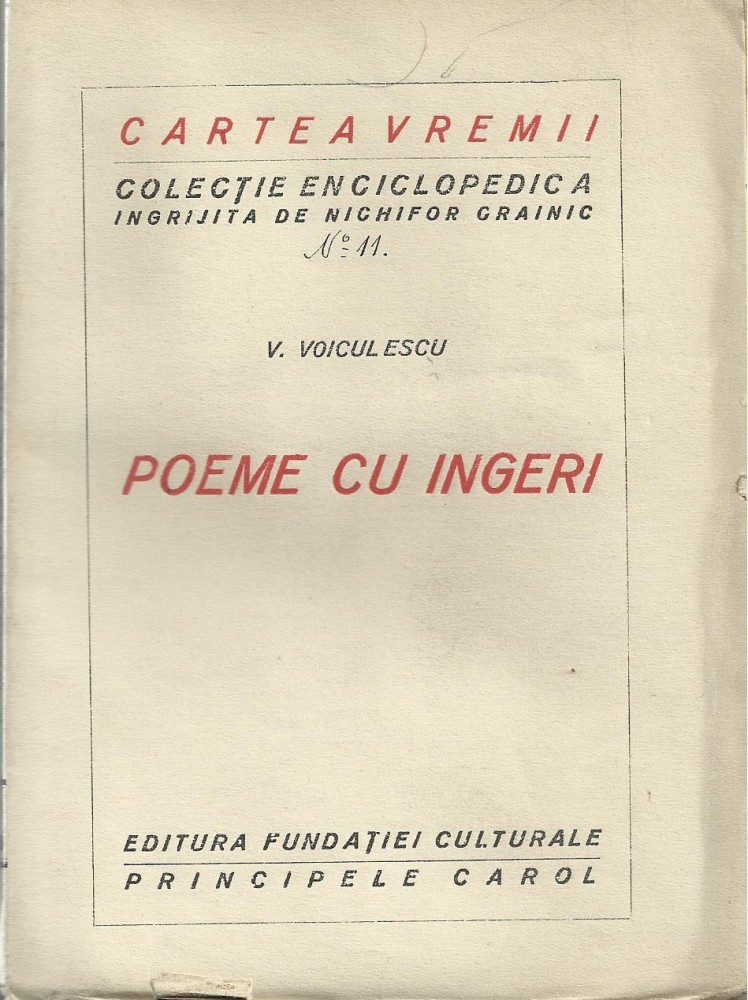 CARTEA VREMII
COLECȚIE ENCICLOPEDICA
INGRIJITA DE NICHIFOR CRAINIC
No 11.
V. VOICULESCU
POEME CU INGERI
EDITURA FUNDAȚIEI CULTURALE
PRINCIPELE CAROL